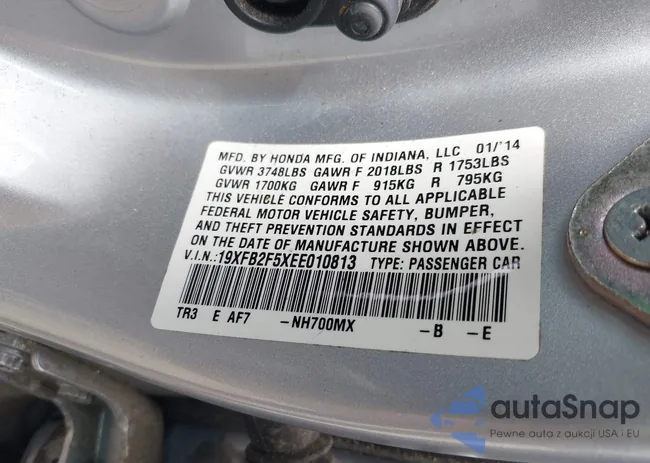 MFD. BY HONDA MFG. OF INDIANA, LLC 01/'14
GVWR 3748LBS GAWR F 2018LBS R 1753LBS
GVWR 1700KG GAWR F 915KG R 795KG
THIS VEHICLE CONFORMS TO ALL APPLICABLE
FEDERAL MOTOR VEHICLE SAFETY, BUMPER,
AND THEFT PREVENTION STANDARDS IN EFFECT
ON THE DATE OF MANUFACTURE SHOWN ABOVE.
V.I.N.: 19XFB2F5XEE010813 TYPE: PASSENGER CAR
TR3 E AF7 -NH700MX -B -E
autaSnap
Pewne auta z aukcji USA i EU